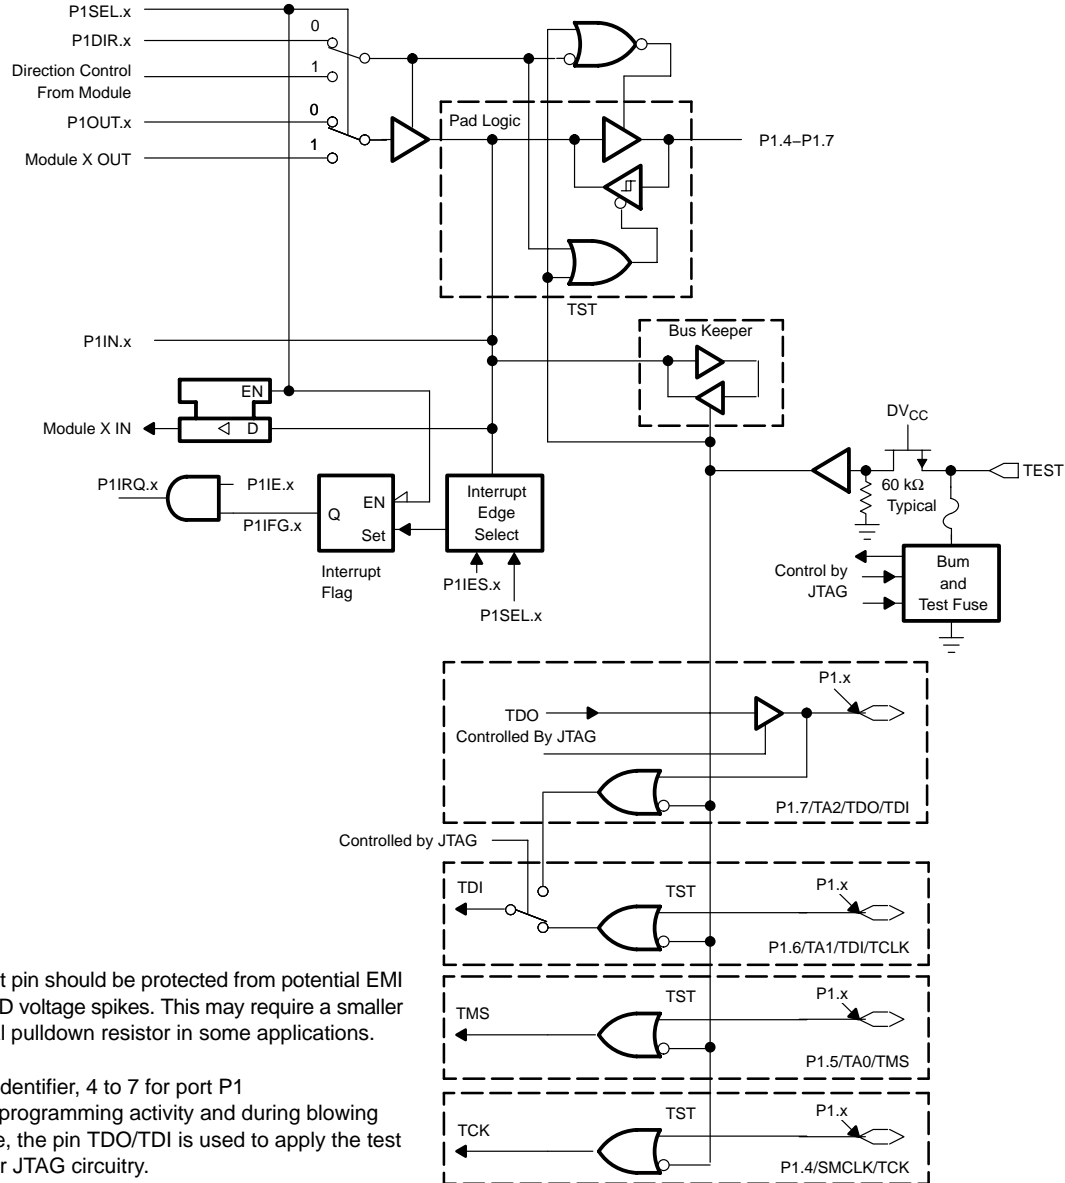 P1SEL.x
0
P1DIR.x
Direction Control
From Module
1
P1OUT.x
0
Module X OUT
1
Pad Logic
P1.4–P1.7
TST
P1IN.x
Bus Keeper
EN
Module X IN
D
DVCC
TEST
60 kΩ
Typical
P1IRQ.x
P1IE.x
P1IFG.x
Q
EN
Set
Interrupt
Edge
Select
Interrupt
Flag
P1IES.x
P1SEL.x
Control by
JTAG
Bum
and
Test Fuse
P1.x
TDO
Controlled By JTAG
P1.7/TA2/TDO/TDI
Controlled by JTAG
TDI
TST
P1.x
P1.6/TA1/TDI/TCLK
t pin should be protected from potential EMI
D voltage spikes. This may require a smaller
l pulldown resistor in some applications.
TMS
TST
P1.x
P1.5/TA0/TMS
dentifier, 4 to 7 for port P1
programming activity and during blowing
e, the pin TDO/TDI is used to apply the test
r JTAG circuitry.
TCK
TST
P1.x
P1.4/SMCLK/TCK